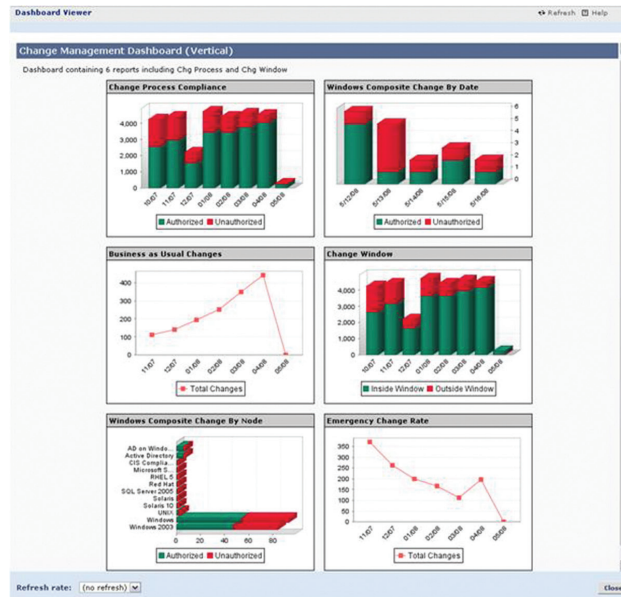 Dashboard Viewer
Refresh Help
Change Management Dashboard (Vertical)
Dashboard containing 6 reports including Chg Process and Chg Window
Change Process Compliance
4,000
3,000
2,000
1,000
0
10/07 11/07 12/07 01/08 02/08 03/08 04/08 05/08
Authorized Unauthorized
Windows Composite Change By Date
6
5
4
3
2
1
0
5/12/08 5/13/08 5/14/08 5/15/08 5/16/08
Authorized Unauthorized
Business as Usual Changes
400
300
200
100
0
11/07 12/07 01/08 02/08 03/08 04/08 05/08
Total Changes
Change Window
4,000
3,000
2,000
1,000
0
10/07 11/07 12/07 01/08 02/08 03/08 04/08 05/08
Inside Window Outside Window
Windows Composite Change By Node
AD on Windo...
Active Directory
CIS Complia...
Microsoft S...
RHEL 5
Red Hat
SQL Server 2005
Solaris
Solaris 10
UNIX
Windows
Windows 2003
0 20 40 60 80
Authorized Unauthorized
Emergency Change Rate
350
300
250
200
150
100
50
0
11/07 12/07 01/08 02/08 03/08 04/08 05/08
Total Changes
Refresh rate: (no refresh)
Close